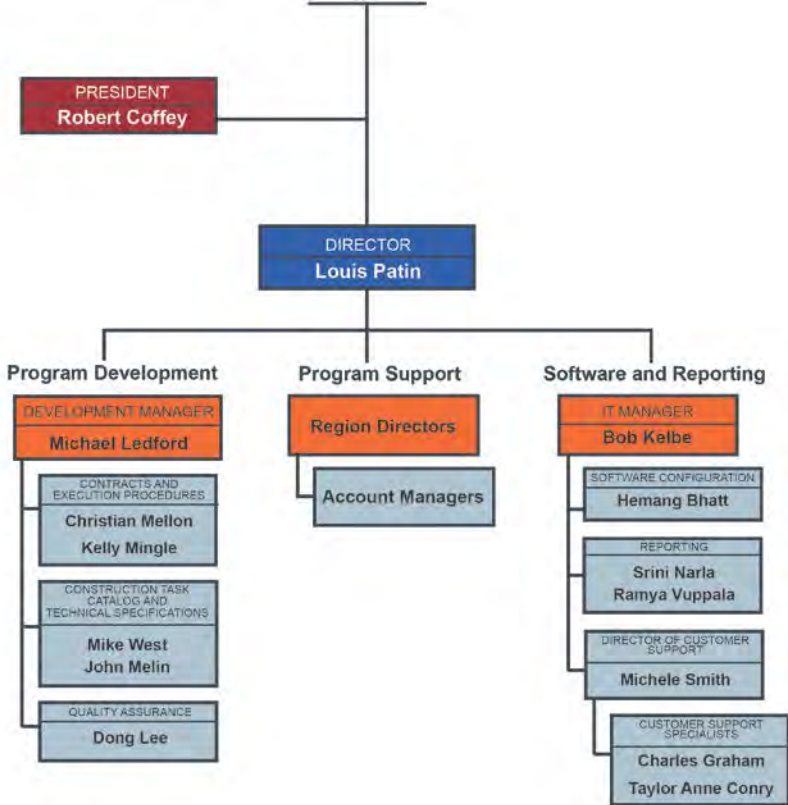 PRESIDENT
Robert Coffey
DIRECTOR
Louis Patin
Program Development
DEVELOPMENT MANAGER
Michael Ledford
CONTRACTS AND
EXECUTION PROCEDURES
Christian Mellon
Kelly Mingle
CONSTRUCTION TASK
CATALOG AND
TECHNICAL SPECIFICATIONS
Mike West
John Melin
QUALITY ASSURANCE
Dong Lee
Program Support
Region Directors
Account Managers
Software and Reporting
IT MANAGER
Bob Kelbe
SOFTWARE CONFIGURATION
Hemang Bhatt
REPORTING
Srini Narla
Ramya Vuppala
DIRECTOR OF CUSTOMER
SUPPORT
Michele Smith
CUSTOMER SUPPORT
SPECIALISTS
Charles Graham
Taylor Anne Conry